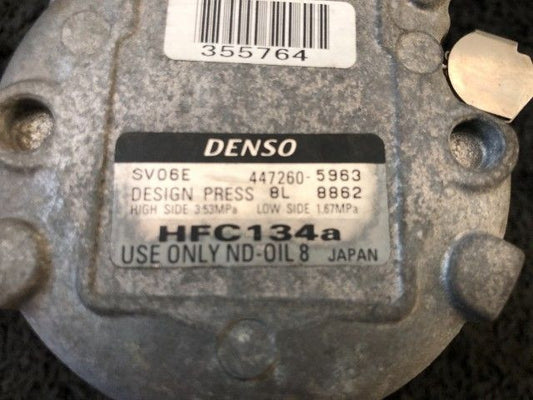 355764
DENSO
SV06E 447260-5963
DESIGN PRESS 8L 8862
HIGH SIDE 3.53MPa LOW SIDE 1.67MPa
HFC134a
USE ONLY ND-OIL 8 JAPAN